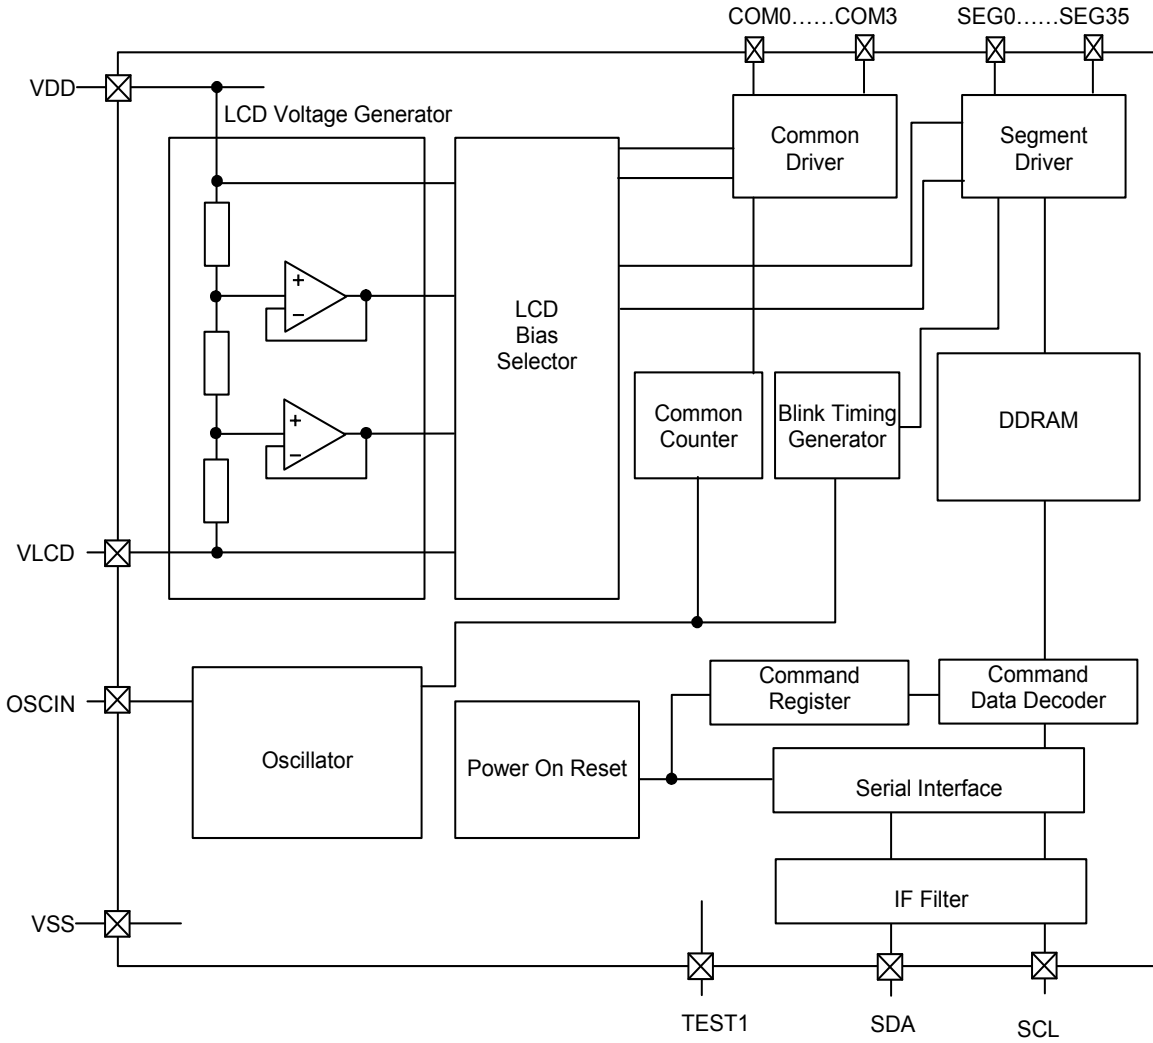 COM0......COM3
SEG0......SEG35
VDD
LCD Voltage Generator
Common
Driver
Segment
Driver
+
−
LCD
Bias
Selector
Common
Counter
Blink Timing
Generator
DDRAM
+
−
VLCD
OSCIN
Oscillator
Power On Reset
Command
Register
Command
Data Decoder
Serial Interface
IF Filter
VSS
TEST1
SDA
SCL